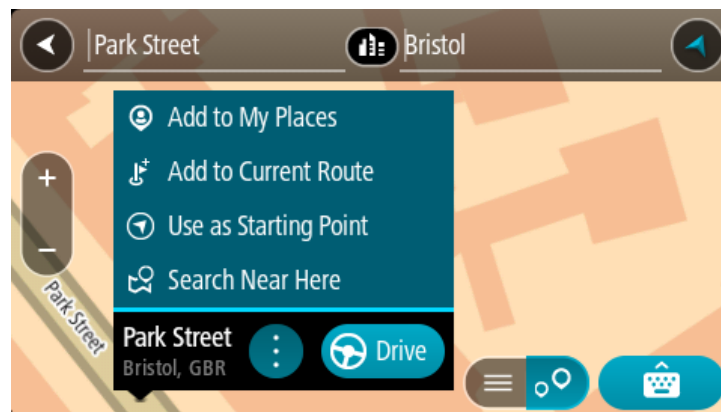 Park Street
Bristol
Add to My Places
Add to Current Route
Use as Starting Point
Search Near Here
Park Street
Park Street
Bristol, GBR
Drive